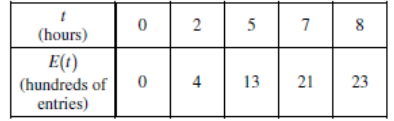 t
(hours) 0 2 5 7 8
E(t)
(hundreds of
entries) 0 4 13 21 23